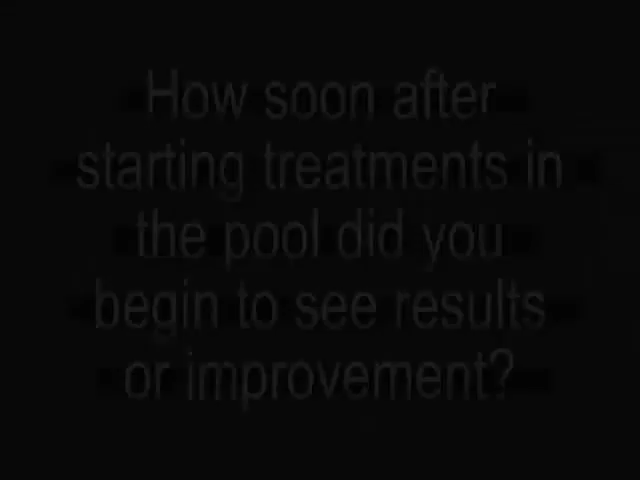 How soon after
starting treatments in
the pool did you
begin to see results
or improvement?